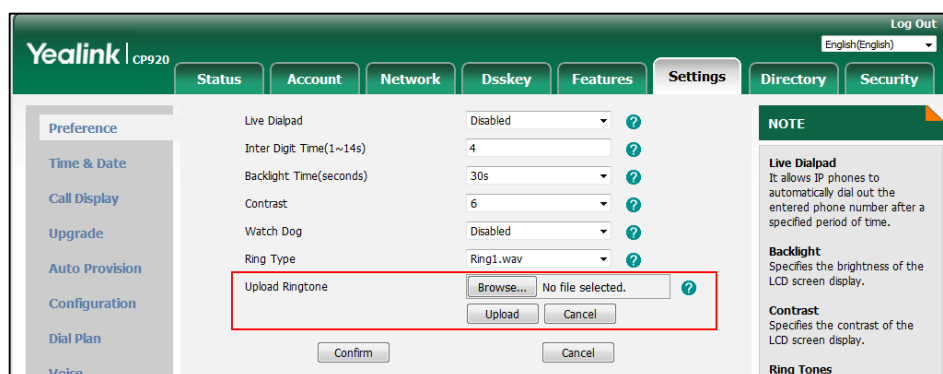 Log Out
Yealink CP920
English(English)
Status Account Network Dsskey Features Settings Directory Security
Preference
Time & Date
Call Display
Upgrade
Auto Provision
Configuration
Dial Plan
Voice
Live Dialpad Disabled ?
Inter Digit Time(1~14s) 4 ?
Backlight Time(seconds) 30s ?
Contrast 6 ?
Watch Dog Disabled ?
Ring Type Ring1.wav ?
Upload Ringtone Browse... No file selected. ?
Upload Cancel
Confirm Cancel
NOTE
Live Dialpad
It allows IP phones to
automatically dial out the
entered phone number after a
specified period of time.
Backlight
Specifies the brightness of the
LCD screen display.
Contrast
Specifies the contrast of the
LCD screen display.
Ring Tones